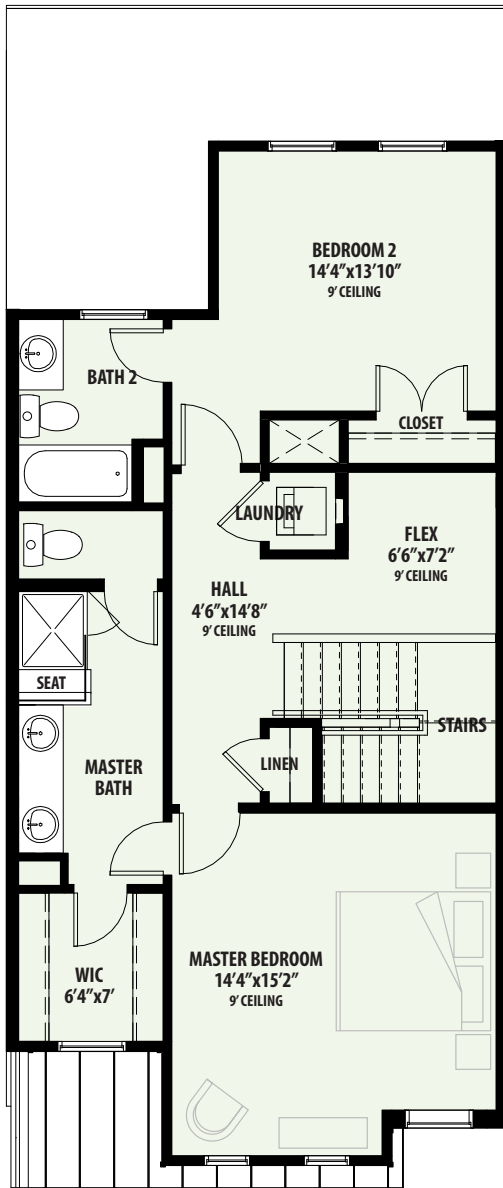 BEDROOM 2
14'4"x13'10"
9' CEILING
BATH 2
CLOSET
LAUNDRY
FLEX
6'6"x7'2"
9' CEILING
HALL
4'6"x14'8"
9' CEILING
SEAT
STAIRS
LINEN
MASTER
BATH
MASTER BEDROOM
14'4"x15'2"
9' CEILING
WIC
6'4"x7'